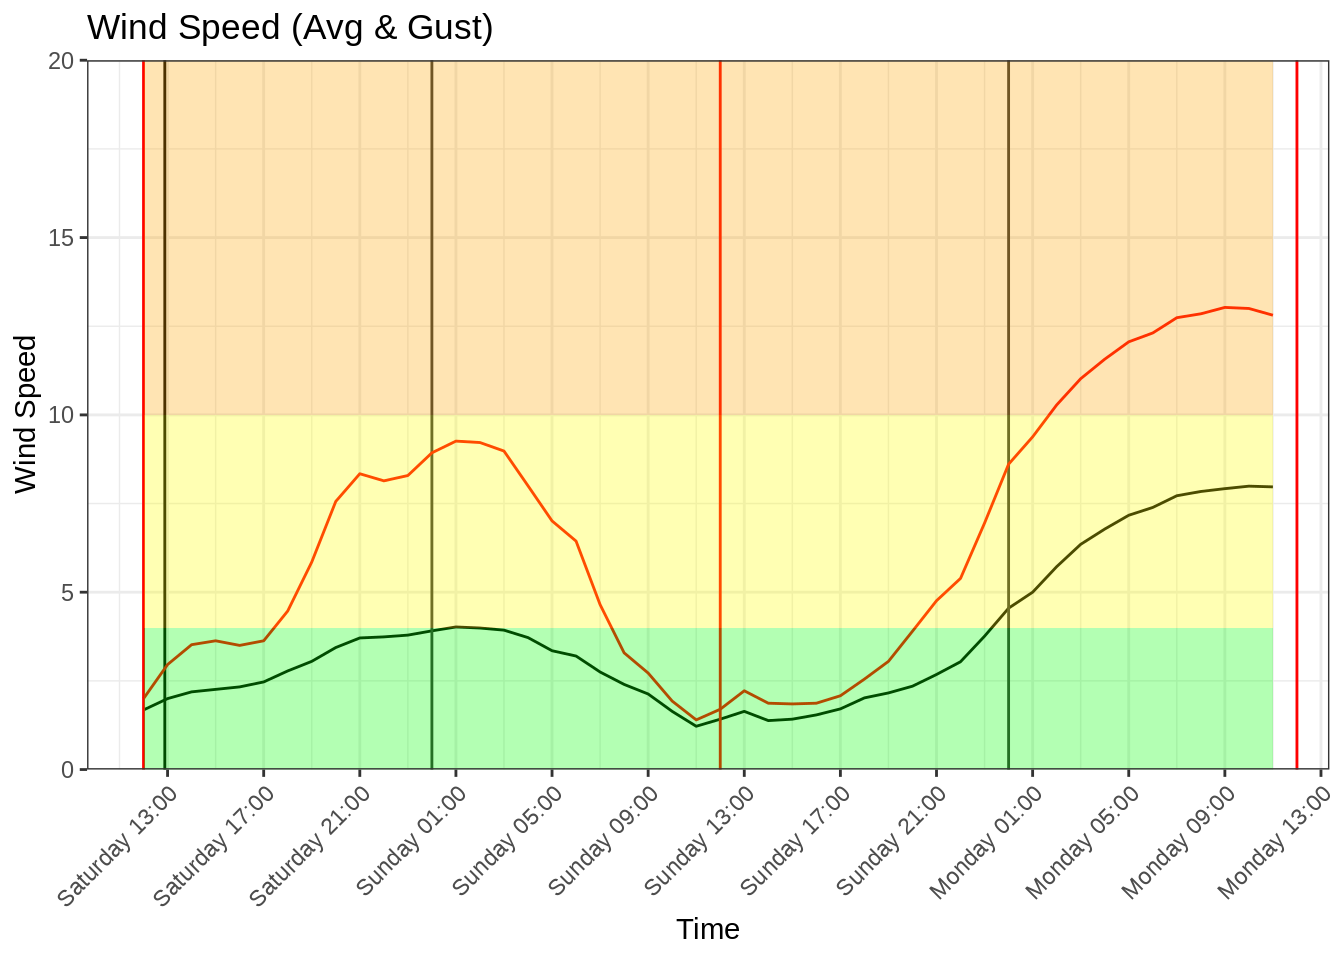 Wind Speed (Avg & Gust)
20
15
10
5
0
Wind Speed
Saturday 13:00
Saturday 17:00
Saturday 21:00
Sunday 01:00
Sunday 05:00
Sunday 09:00
Sunday 13:00
Sunday 17:00
Sunday 21:00
Monday 01:00
Monday 05:00
Monday 09:00
Monday 13:00
Time